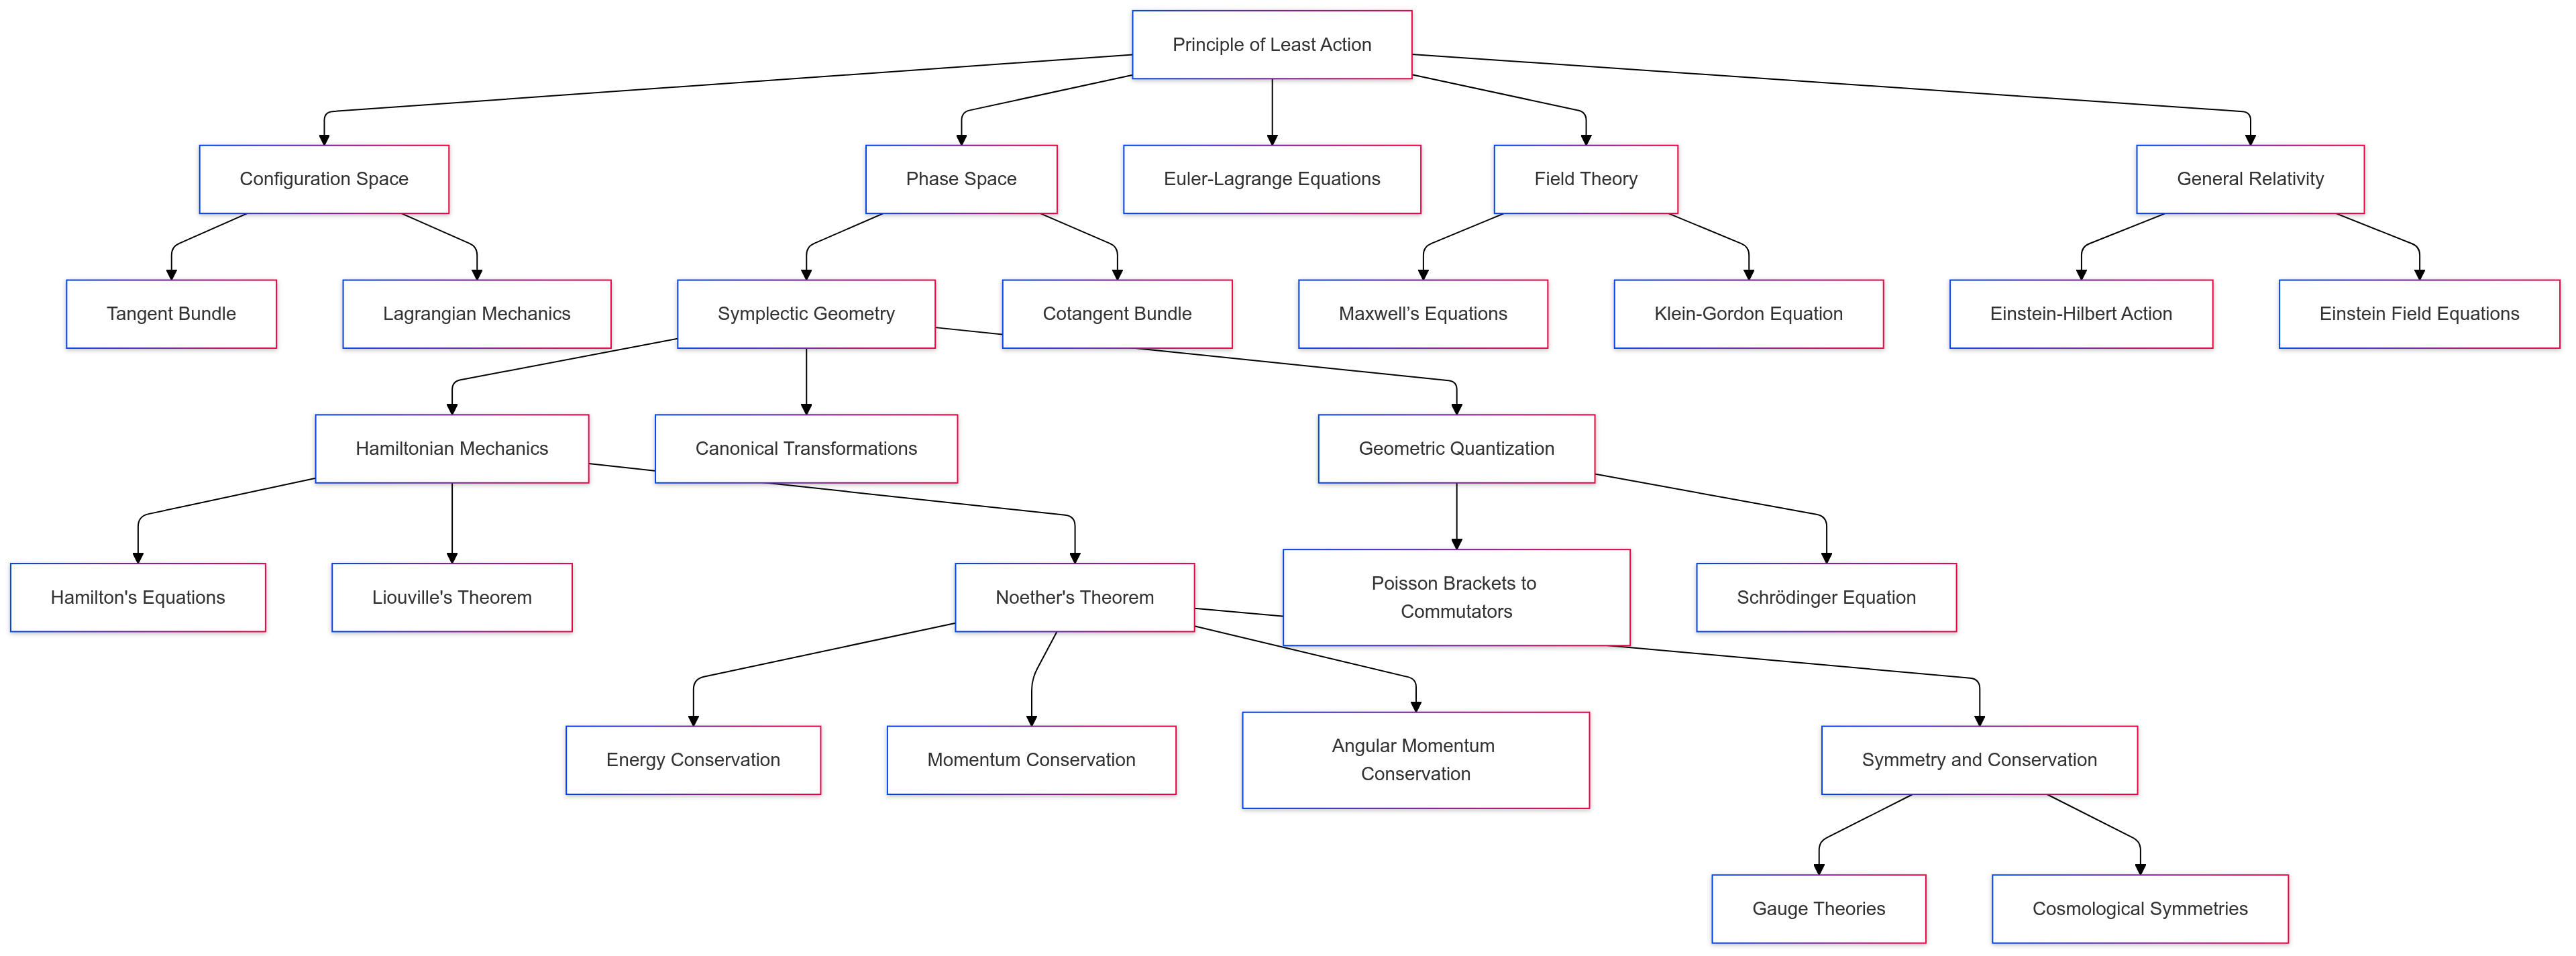 Principle of Least Action
Configuration Space
Phase Space
Euler-Lagrange Equations
Field Theory
General Relativity
Tangent Bundle
Lagrangian Mechanics
Symplectic Geometry
Cotangent Bundle
Maxwell’s Equations
Klein-Gordon Equation
Einstein-Hilbert Action
Einstein Field Equations
Hamiltonian Mechanics
Canonical Transformations
Geometric Quantization
Hamilton's Equations
Liouville's Theorem
Noether's Theorem
Poisson Brackets to
Commutators
Schrödinger Equation
Energy Conservation
Momentum Conservation
Angular Momentum
Conservation
Symmetry and Conservation
Gauge Theories
Cosmological Symmetries